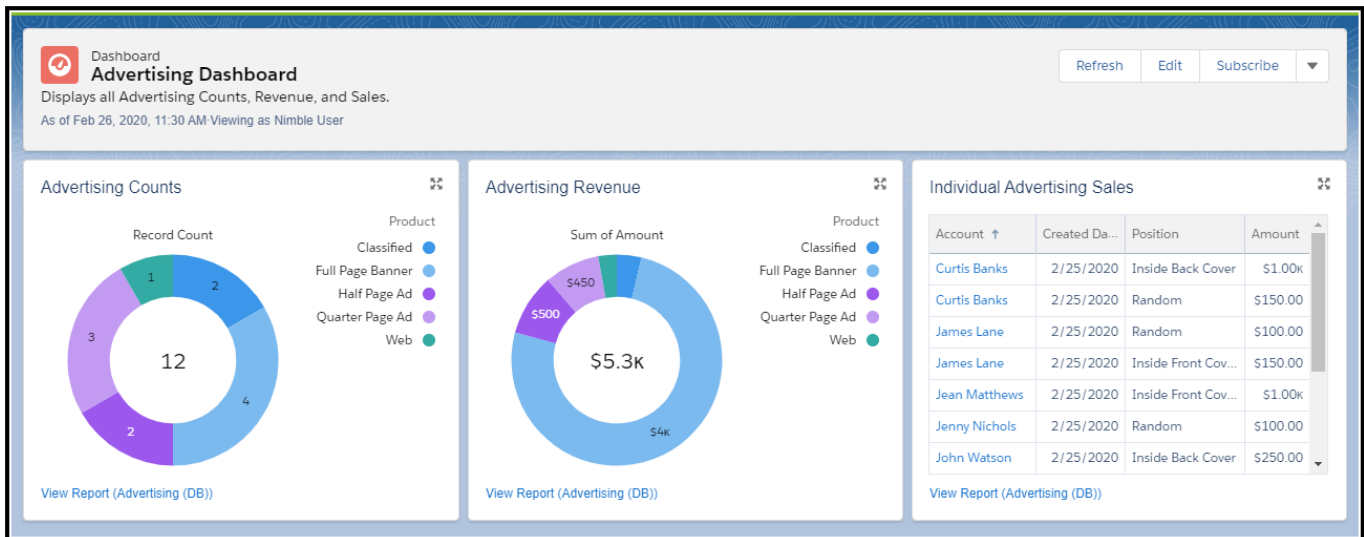 Dashboard
Advertising Dashboard
Displays all Advertising Counts, Revenue, and Sales.
As of Feb 26, 2020, 11:30 AM·Viewing as Nimble User
Refresh
Edit
Subscribe
Advertising Counts
Record Count
Product
Classified
Full Page Banner
Half Page Ad
Quarter Page Ad
Web
1
2
3
12
4
2
View Report (Advertising (DB))
Advertising Revenue
Sum of Amount
Product
Classified
Full Page Banner
Half Page Ad
Quarter Page Ad
Web
$450
$500
$5.3K
$4K
View Report (Advertising (DB))
Individual Advertising Sales
Account ↑ Created Da... Position Amount
Curtis Banks 2/25/2020 Inside Back Cover $1.00K
Curtis Banks 2/25/2020 Random $150.00
James Lane 2/25/2020 Random $100.00
James Lane 2/25/2020 Inside Front Cov... $150.00
Jean Matthews 2/25/2020 Inside Front Cov... $1.00K
Jenny Nichols 2/25/2020 Random $100.00
John Watson 2/25/2020 Inside Back Cover $250.00
View Report (Advertising (DB))